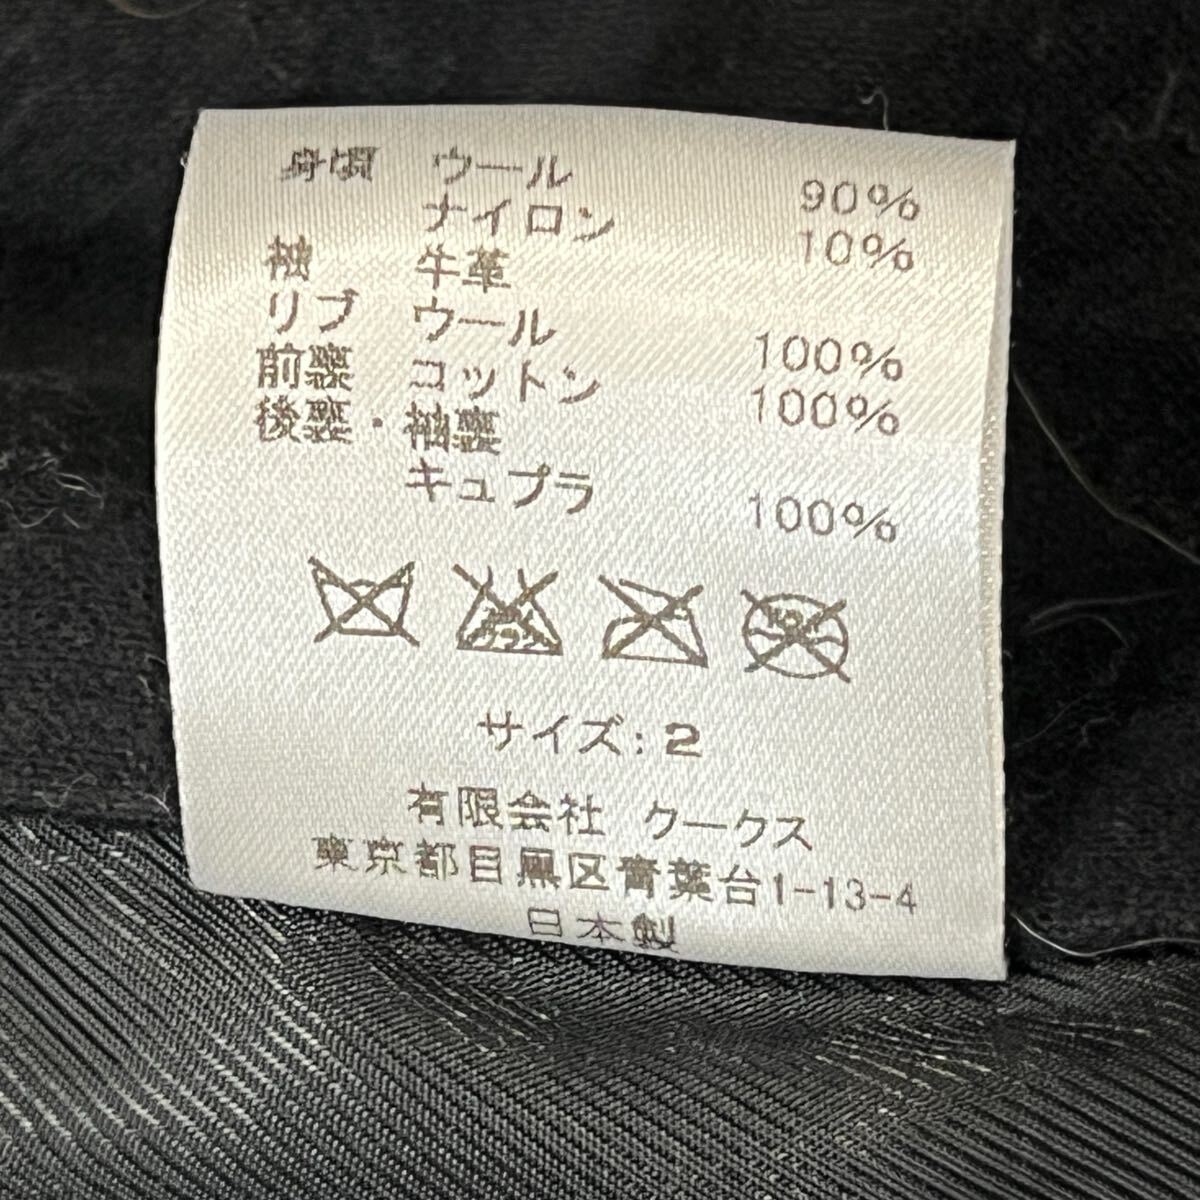 身頃 ウール 90%
ナイロン 10%
袖 牛革
リブ ウール 100%
前裏 コットン 100%
後裏・袖裏
キュプラ 100%
サイズ:2
有限会社 クークス
東京都目黒区青葉台1-13-4
日本製